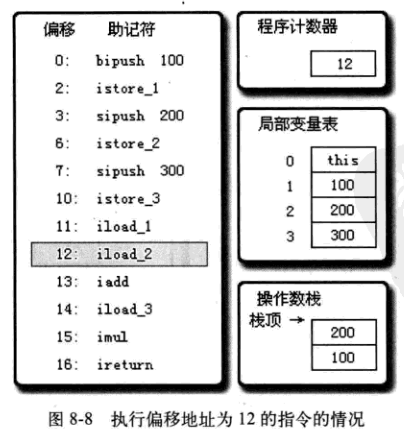 偏移 助记符
0: bipush 100
2: istore_1
3: sipush 200
6: istore_2
7: sipush 300
10: istore_3
11: iload_1
12: iload_2
13: iadd
14: iload_3
15: imul
16: ireturn
程序计数器
12
局部变量表
0 this
1 100
2 200
3 300
操作数栈
栈顶 →
200
100
图 8-8 执行偏移地址为 12 的指令的情况